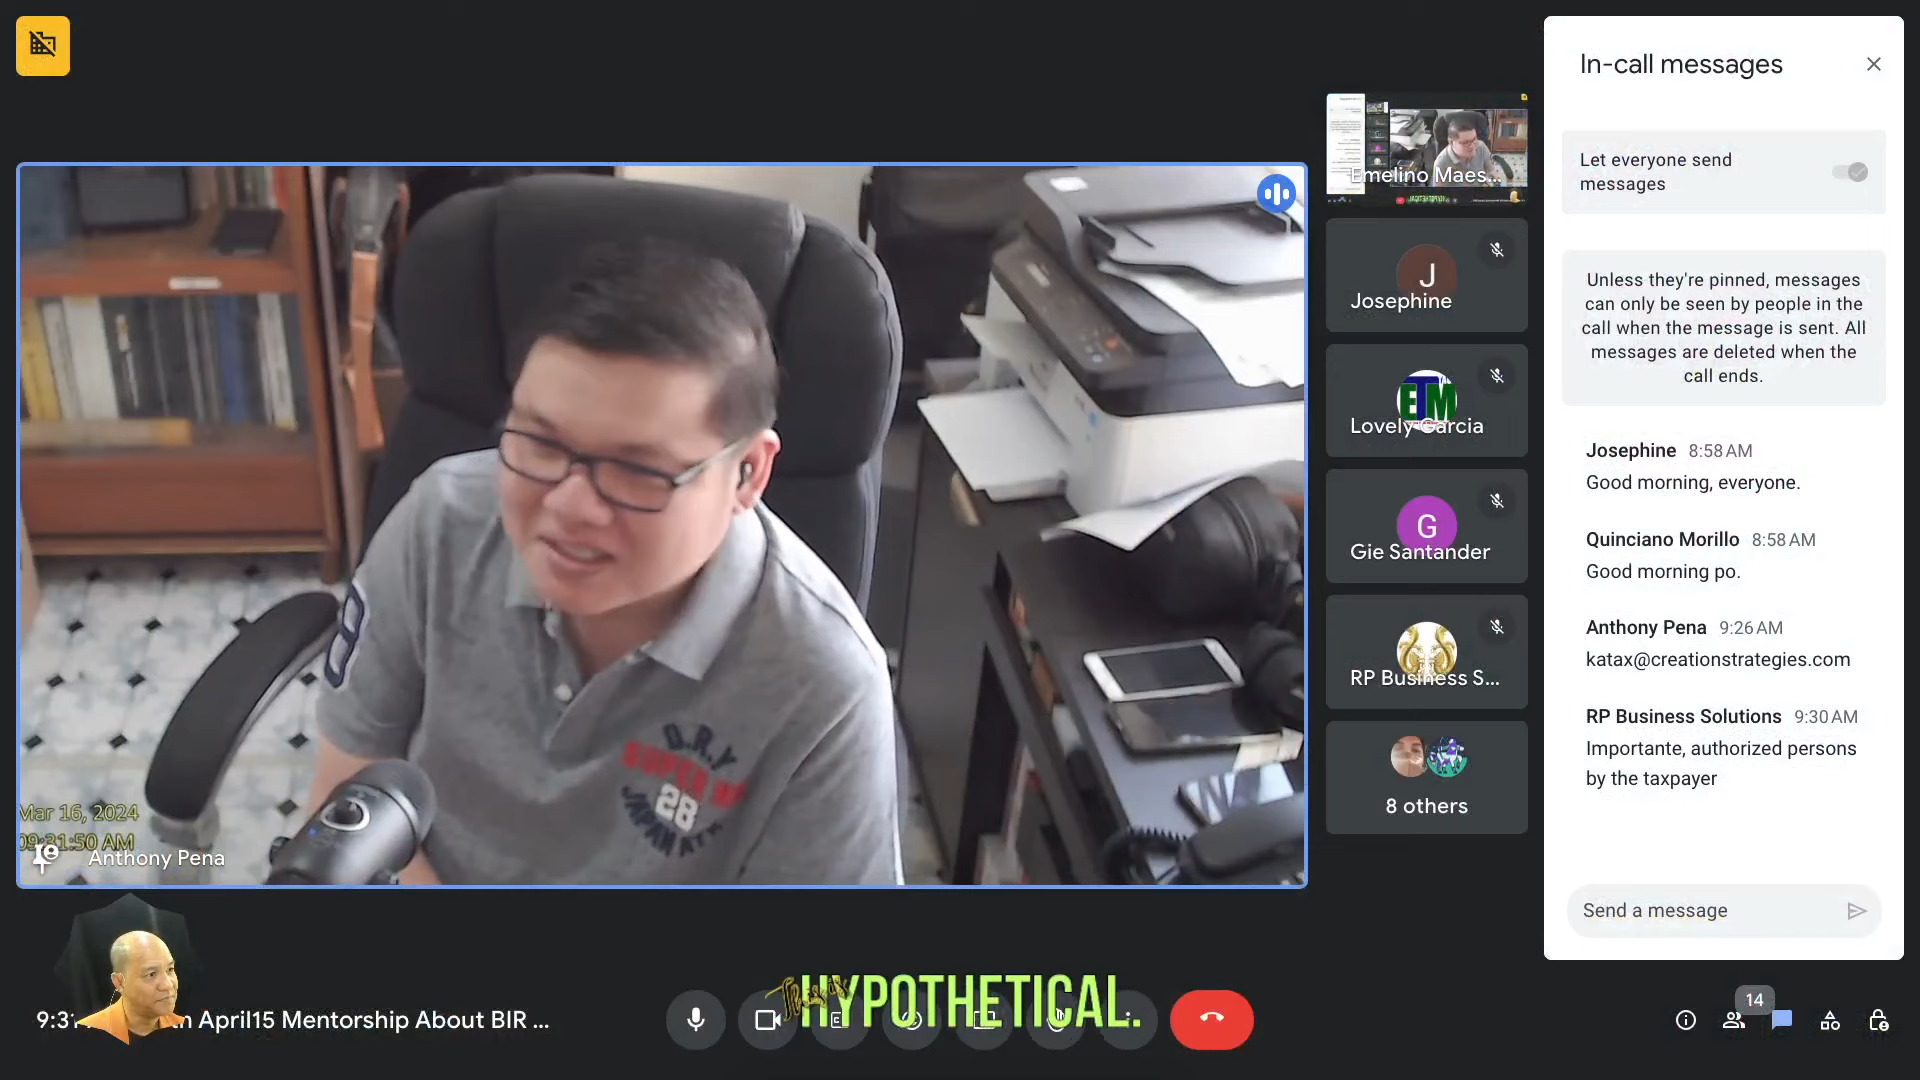 In-call messages
Let everyone send
messages
Unless they're pinned, messages
can only be seen by people in the
call when the message is sent. All
messages are deleted when the
call ends.
Josephine 8:58 AM
Good morning, everyone.
Quinciano Morillo 8:58 AM
Good morning po.
Anthony Pena 9:26 AM
katax@creationstrategies.com
RP Business Solutions 9:30 AM
Importante, authorized persons
by the taxpayer
Send a message
Emelino Maes...
J
Josephine
ETM
Lovely Garcia
G
Gie Santander
RP Business S...
8 others
D.R.Y
28
Mar 16, 2024
09:31:50 AM
Anthony Pena
April15 Mentorship About BIR ...
HYPOTHETICAL.
14